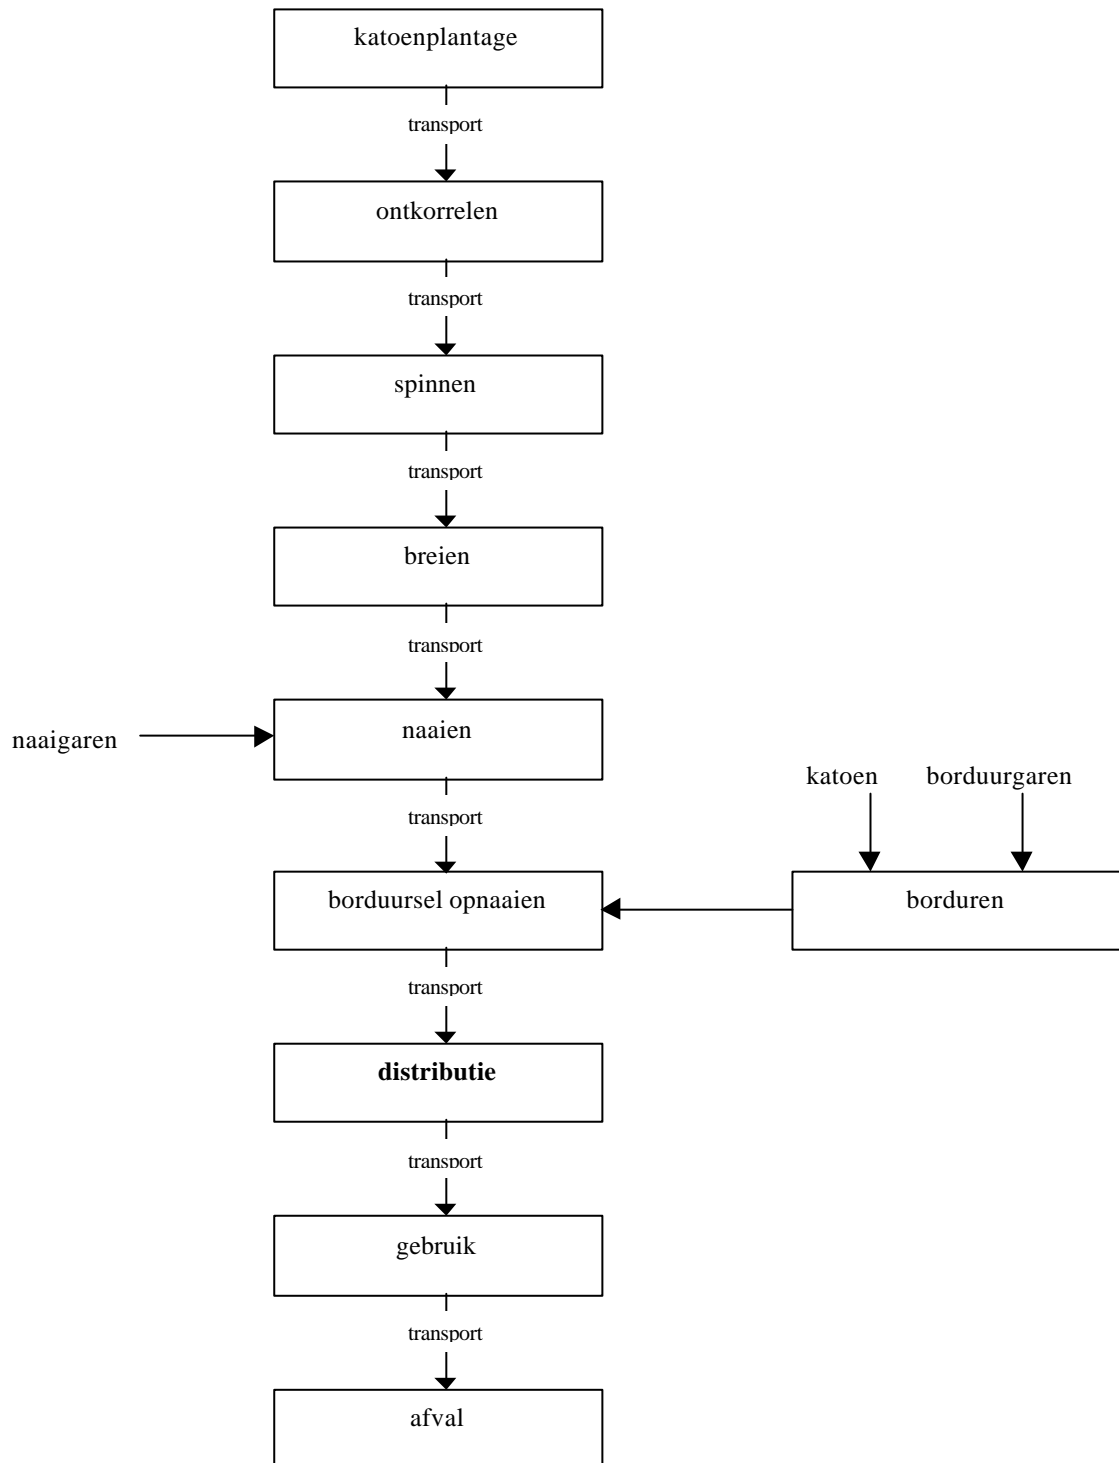 katoenplantage
transport
ontkorrelen
transport
spinnen
transport
breien
transport
naaigaren
naaien
transport
katoen
borduurgaren
borduursel opnaaien
borduren
transport
distributie
transport
gebruik
transport
afval